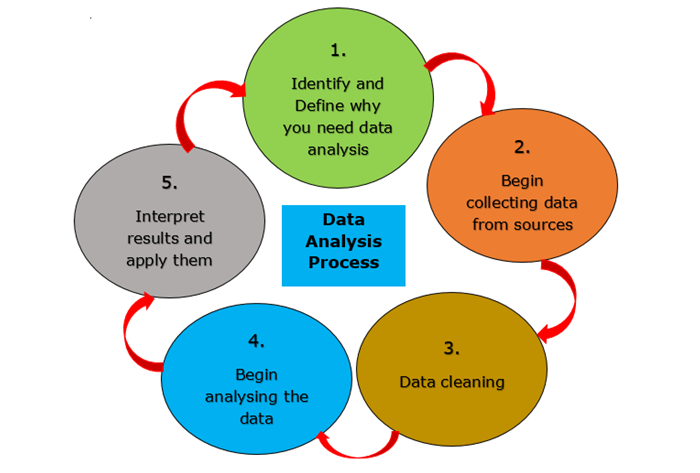 1.
Identify and
Define why
you need data
analysis
2.
Begin
collecting data
from sources
3.
Data cleaning
4.
Begin
analysing the
data
5.
Interpret
results and
apply them
Data
Analysis
Process